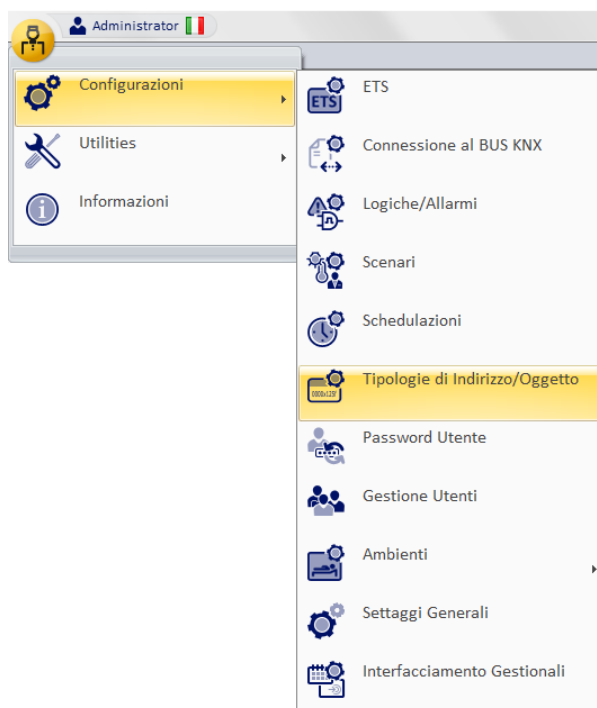 Administrator
Configurazioni
Utilities
Informazioni
ETS
ETS
Connessione al BUS KNX
Logiche/Allarmi
Scenari
Schedulazioni
Tipologie di Indirizzo/Oggetto
Password Utente
Gestione Utenti
Ambienti
Settaggi Generali
Interfacciamento Gestionali